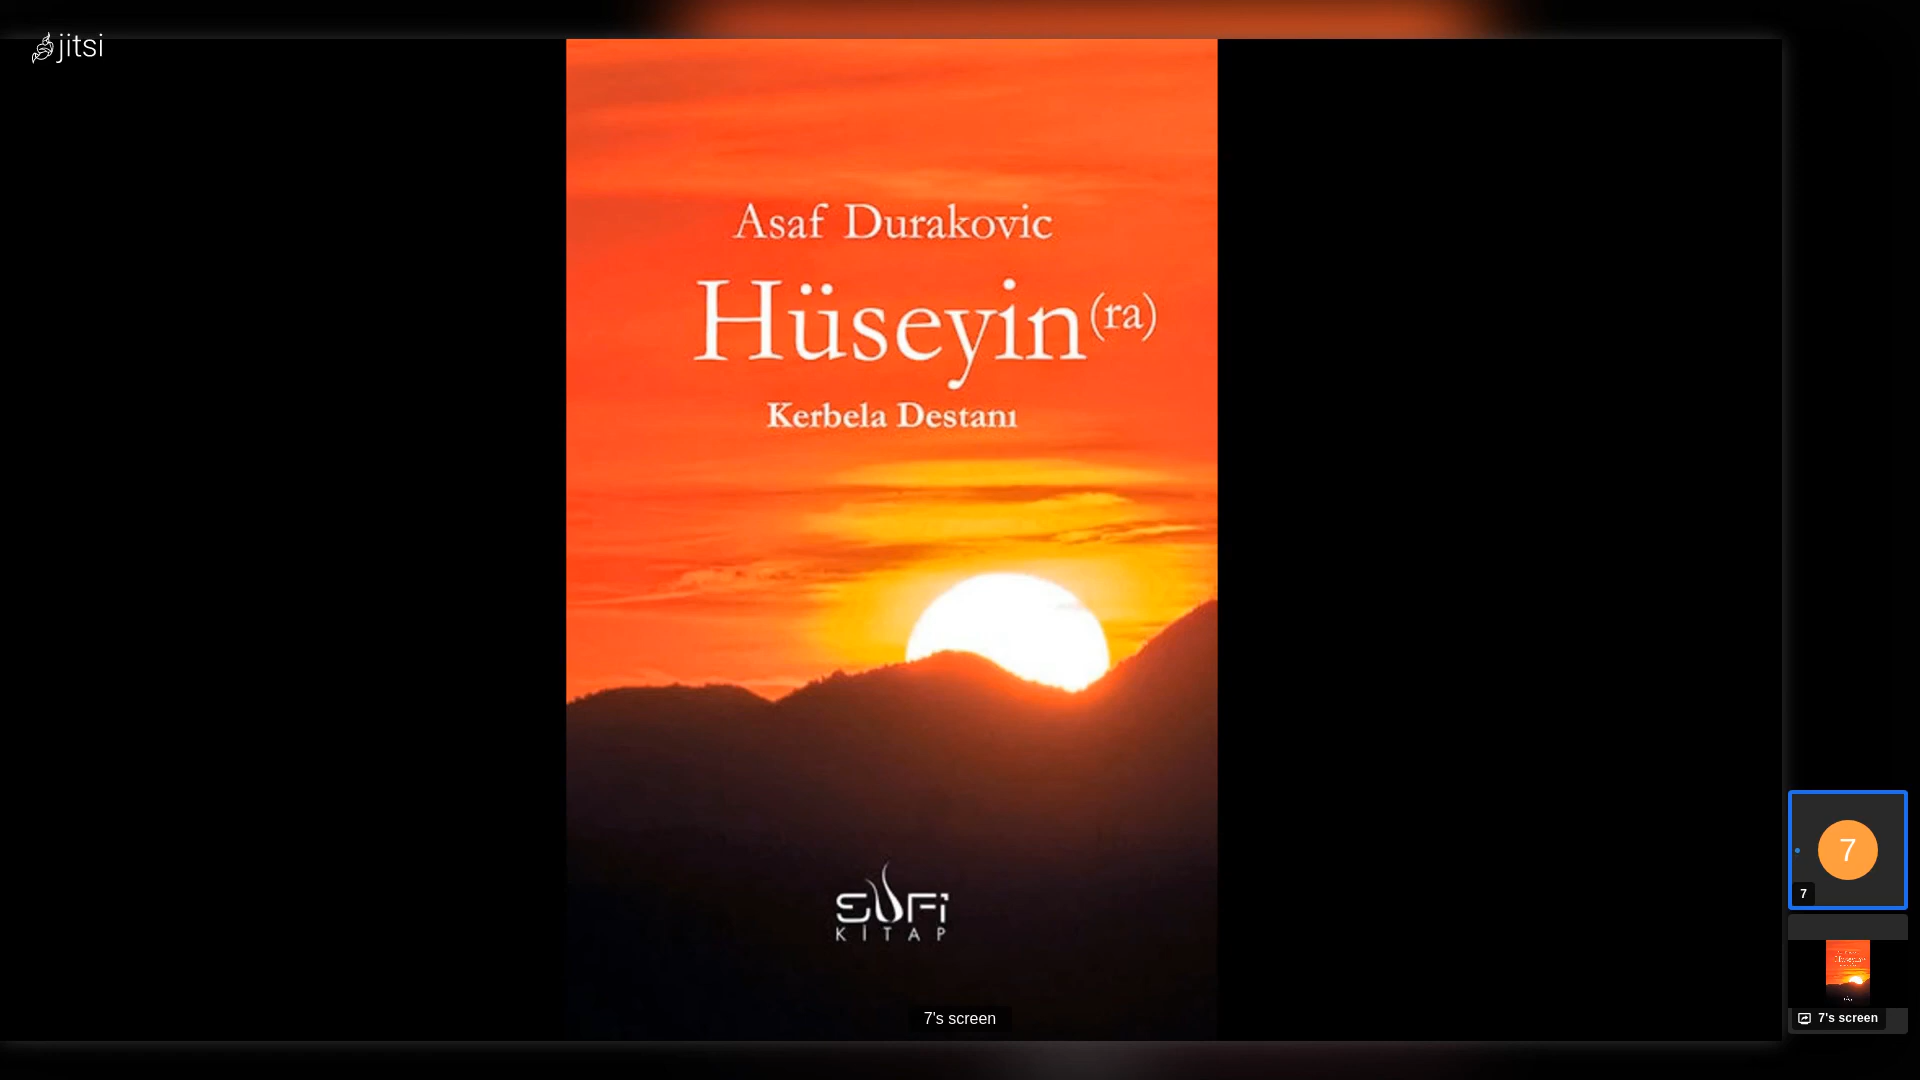 jitsi
Asaf Durakovic
Hüseyin(ra)
Kerbela Destanı
SUFi
KİTAP
7's screen
7
7
7's screen